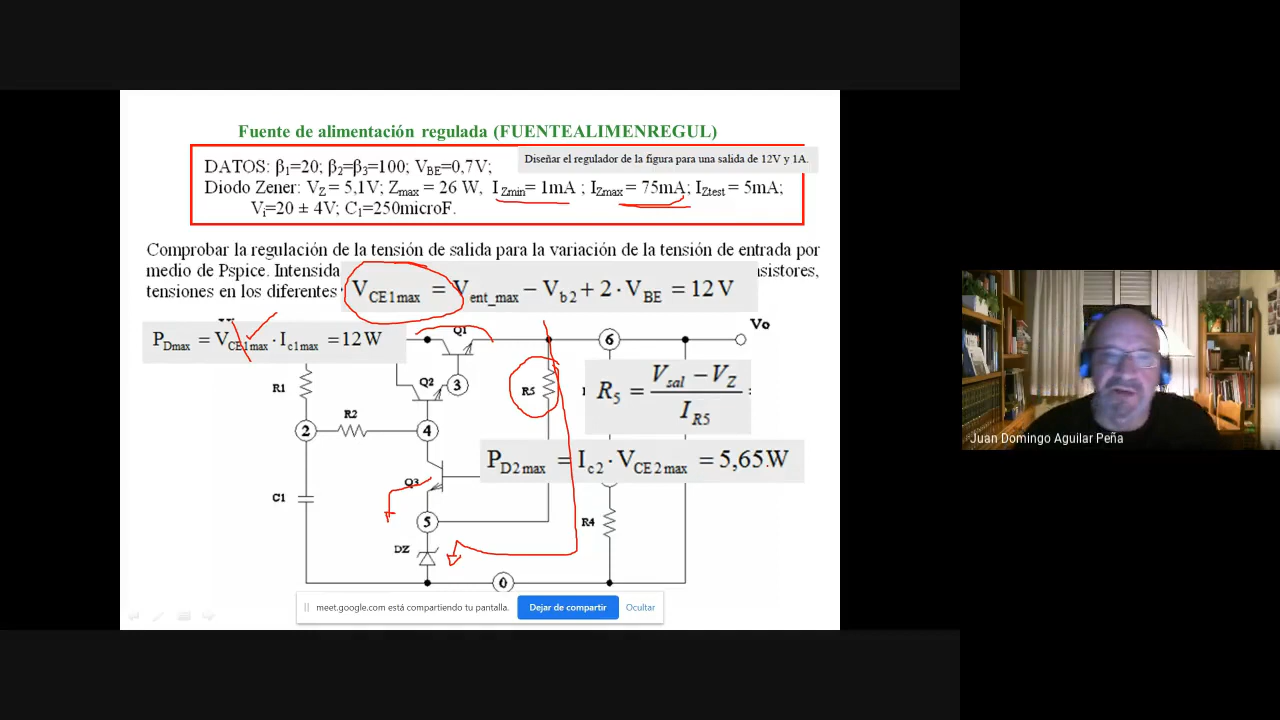 Fuente de alimentación regulada (FUENTEALIMENREGUL)
Diseñar el regulador de la figura para una salida de 12V y 1A.
DATOS: β1=20; β2=β3=100; VBE=0,7V;
Diodo Zener: VZ = 5,1V; Zmax = 26 W, I Zmin= 1mA ; IZmax = 75mA; IZtest = 5mA;
Vi=20 ± 4V; C1=250microF.
Comprobar la regulación de la tensión de salida para la variación de la tensión de entrada por
medio de Pspice. Intensida
tensiones en los diferentes
VCE1max = Vent_max − Vb2 + 2 · VBE = 12 V
PDmax = VCE1max · Ic1max = 12 W
Q1
Vo
6
R1
Q2
3
R5
R5 = Vsal − VZ
IR5
R2
2
4
PD2max = Ic2 · VCE2max = 5,65W
Q3
C1
5
R4
DZ
0
meet.google.com está compartiendo tu pantalla.
Dejar de compartir
Ocultar
Juan Domingo Aguilar Peña